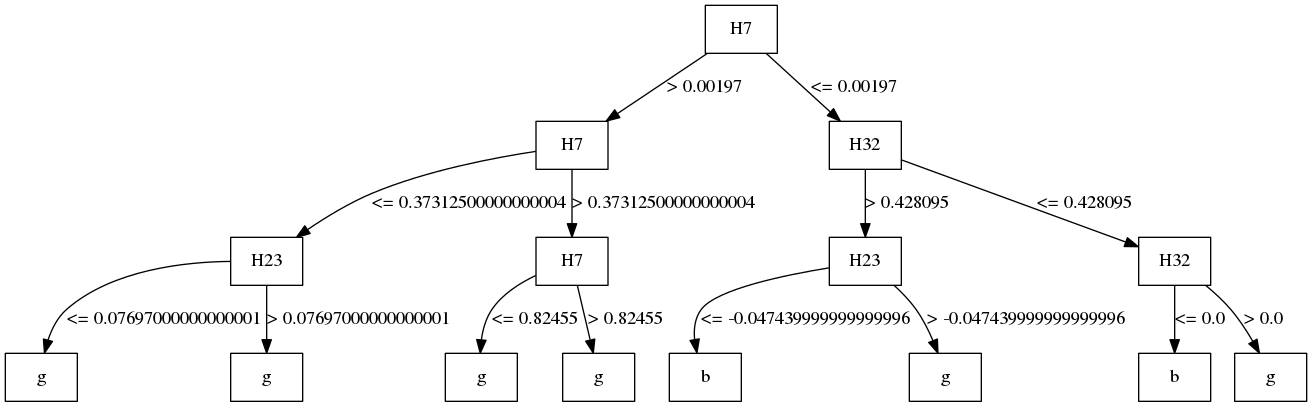 H7
> 0.00197
<= 0.00197
H7
H32
<= 0.37312500000000004
> 0.37312500000000004
> 0.428095
<= 0.428095
H23
H7
H23
H32
<= 0.07697000000000001
> 0.07697000000000001
<= 0.82455
> 0.82455
<= -0.047439999999999996
> -0.047439999999999996
<= 0.0
> 0.0
g
g
g
g
b
g
b
g